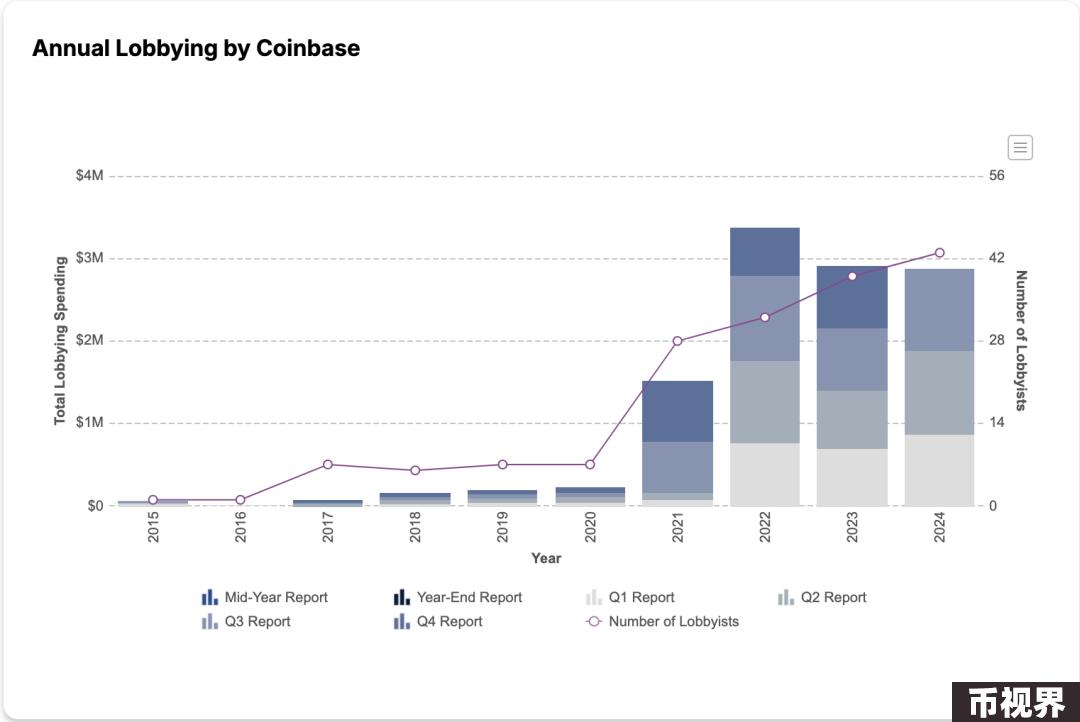 Annual Lobbying by Coinbase
$4M
$3M
$2M
$1M
$0
Total Lobbying Spending
56
42
28
14
0
Number of Lobbyists
2015
2016
2017
2018
2019
2020
2021
2022
2023
2024
Year
Mid-Year Report
Year-End Report
Q1 Report
Q2 Report
Q3 Report
Q4 Report
Number of Lobbyists
币视界